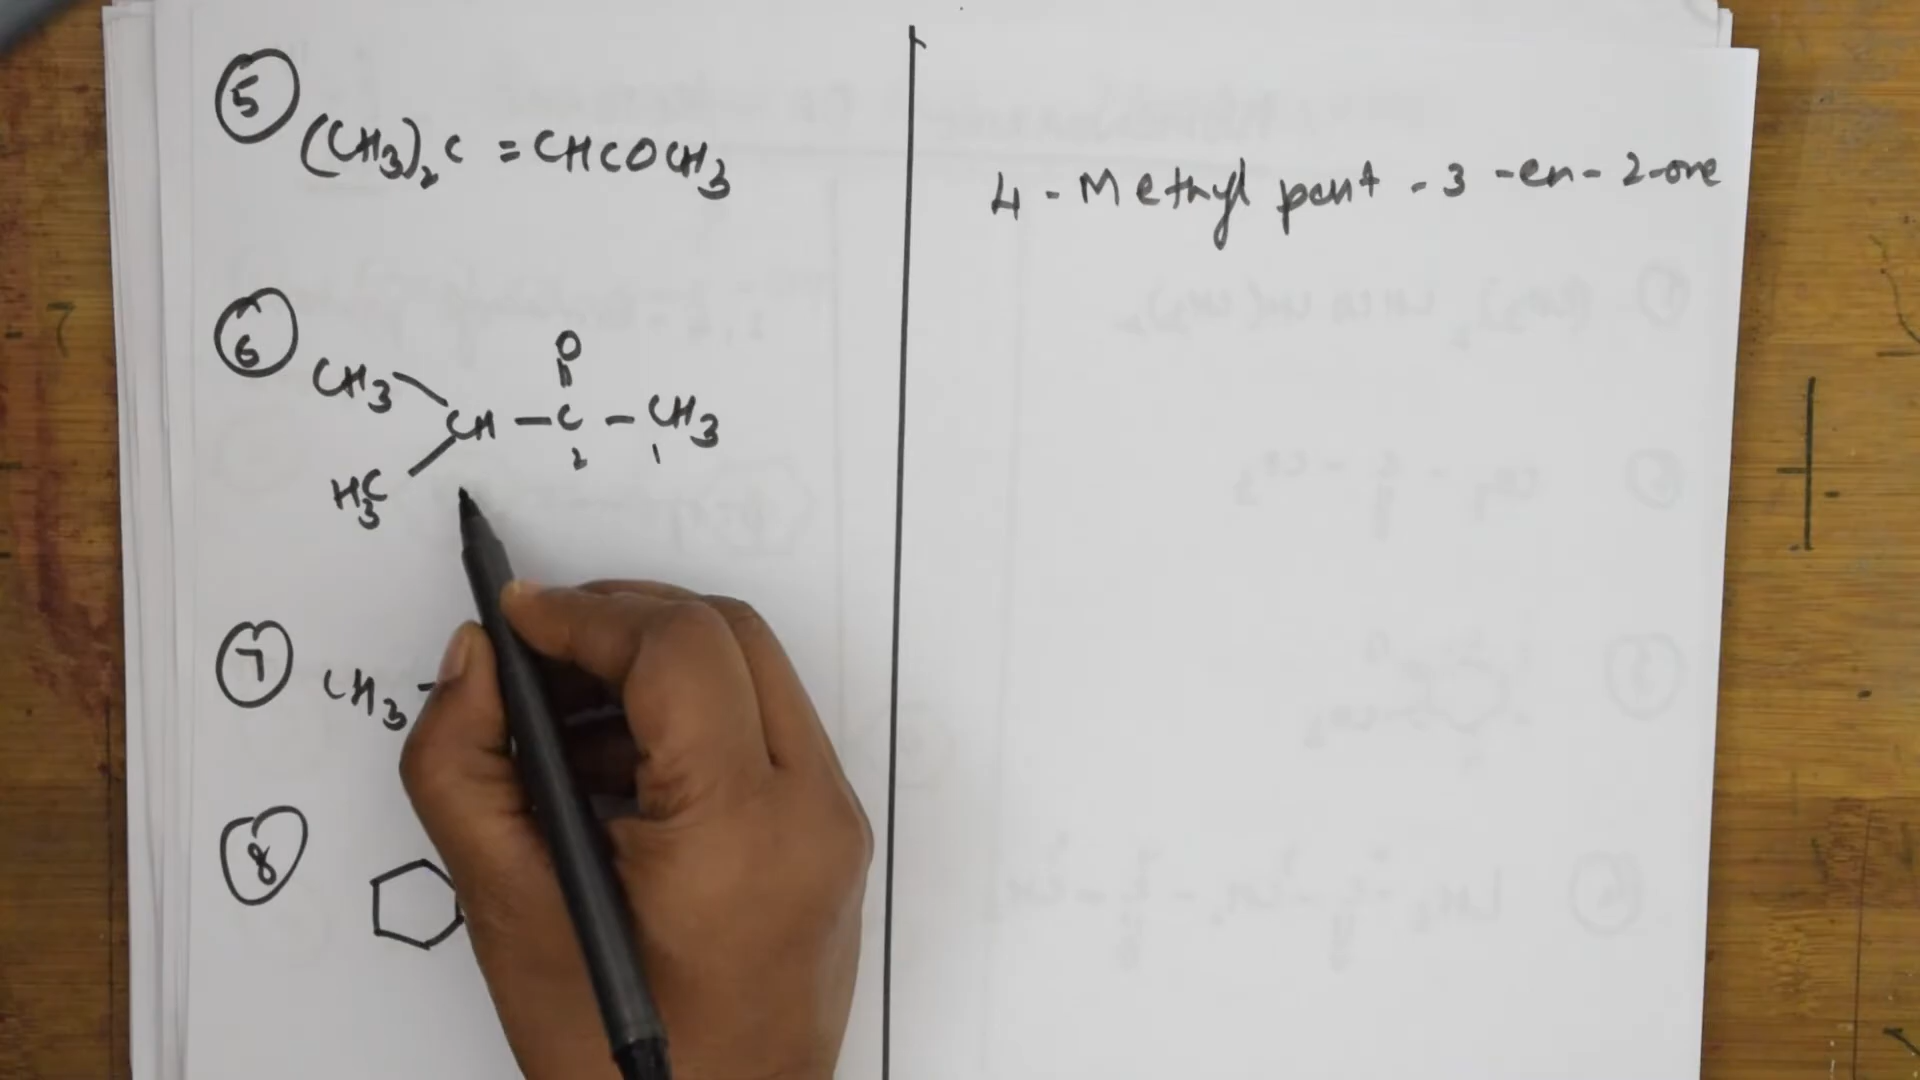 5
(CH3)2C = CHCOCH3
4 - Methyl pent - 3 - en - 2-one
6
O
CH3
CH - C - CH3
2 1
H3C
7
CH3 -
8